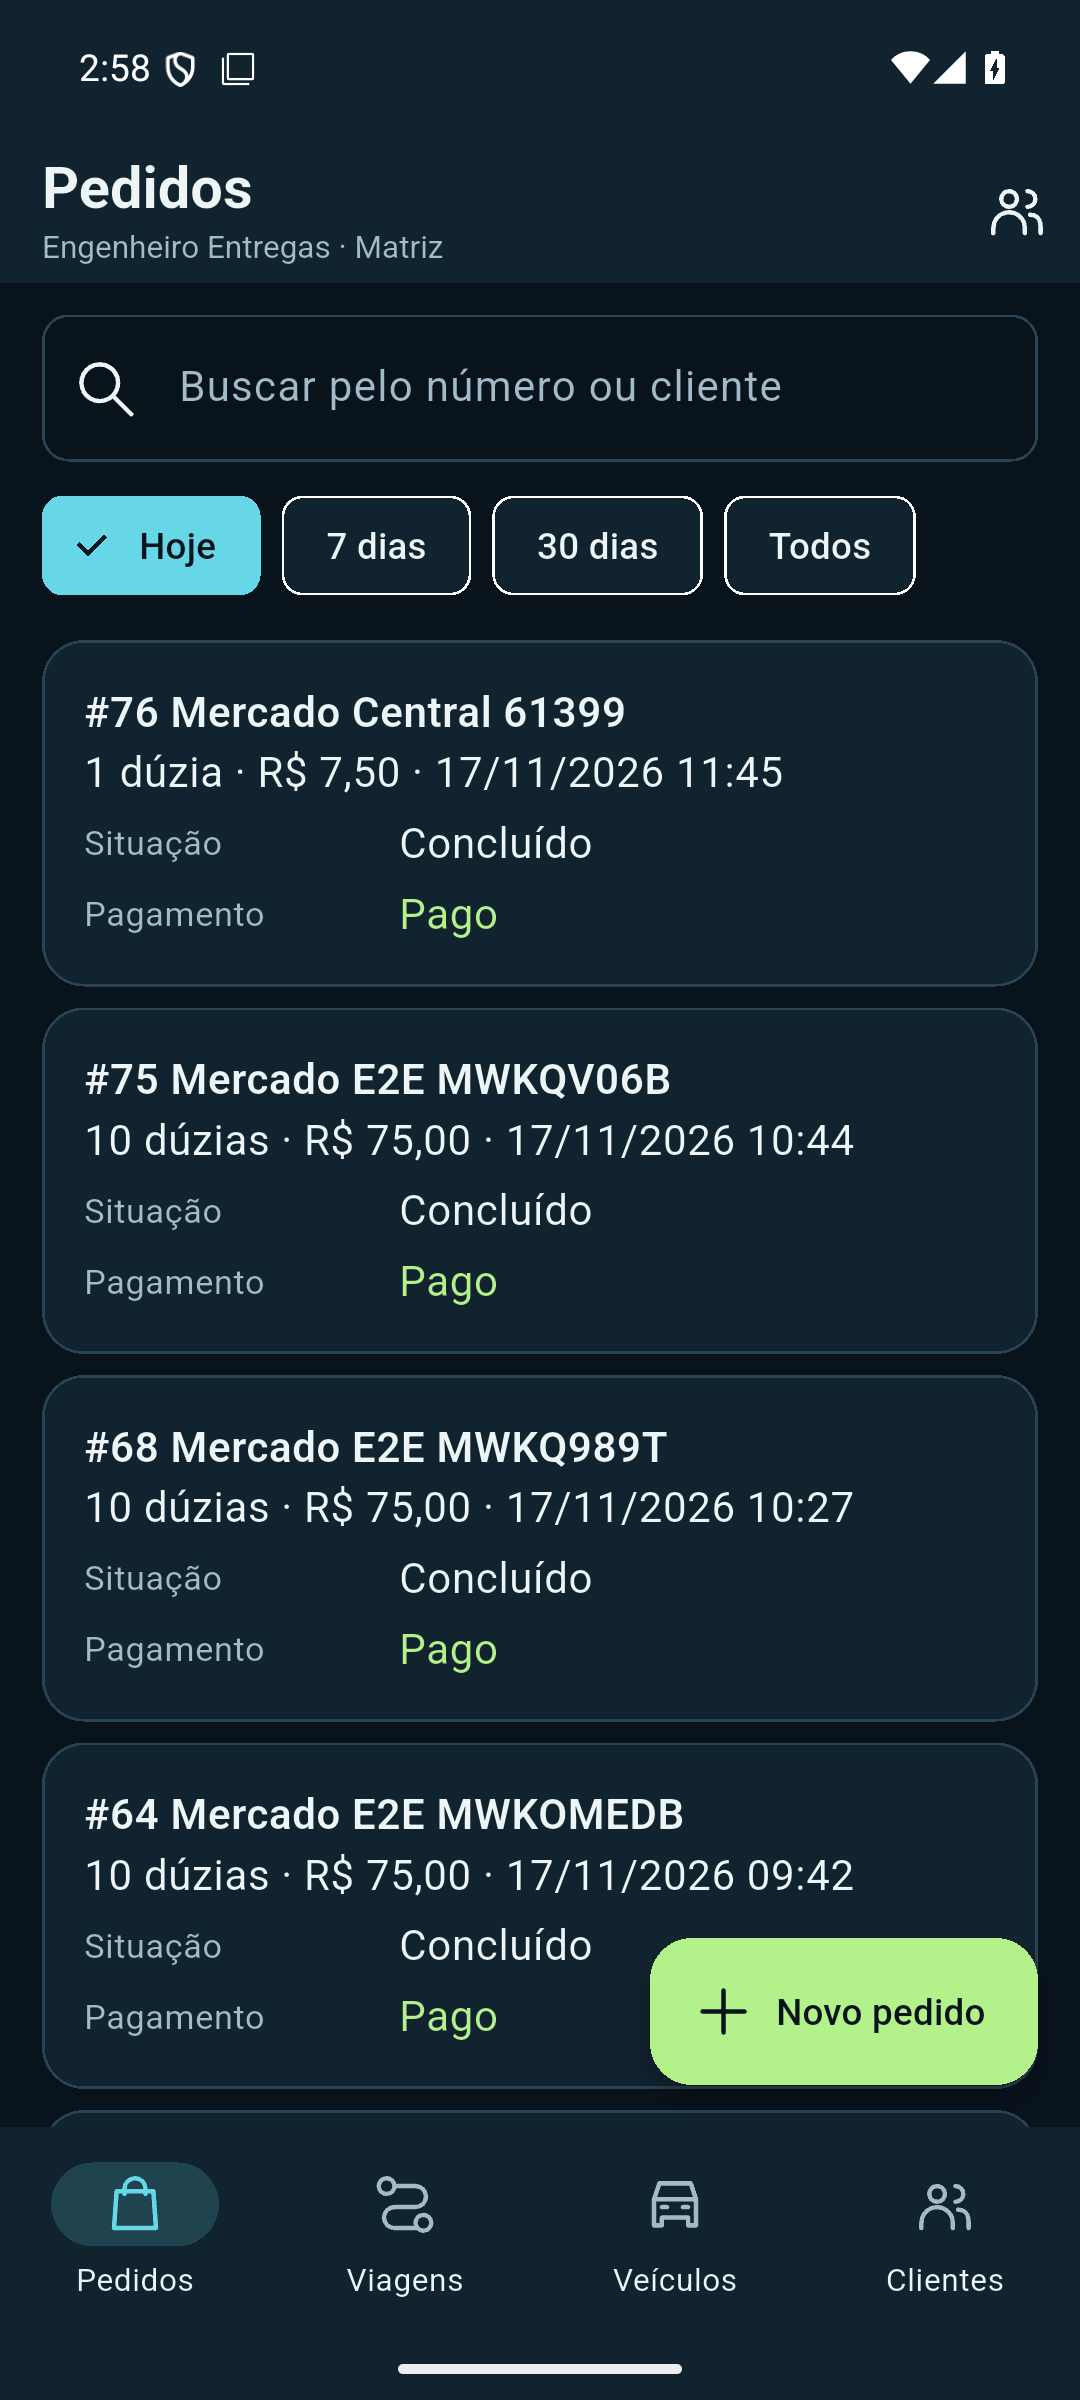 2:58
Pedidos
Engenheiro Entregas · Matriz
Buscar pelo número ou cliente
Hoje
7 dias
30 dias
Todos
#76 Mercado Central 61399
1 dúzia · R$ 7,50 · 17/11/2026 11:45
Situação Concluído
Pagamento Pago
#75 Mercado E2E MWKQV06B
10 dúzias · R$ 75,00 · 17/11/2026 10:44
Situação Concluído
Pagamento Pago
#68 Mercado E2E MWKQ989T
10 dúzias · R$ 75,00 · 17/11/2026 10:27
Situação Concluído
Pagamento Pago
#64 Mercado E2E MWKOMEDB
10 dúzias · R$ 75,00 · 17/11/2026 09:42
Situação Concluído
Pagamento Pago
Novo pedido
Pedidos
Viagens
Veículos
Clientes